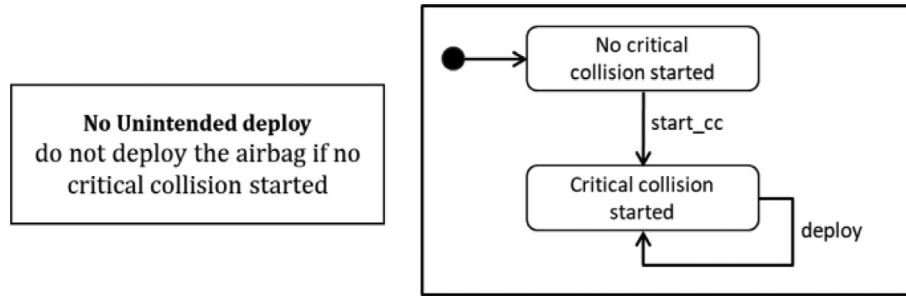 No Unintended deploy
do not deploy the airbag if no
critical collision started
No critical
collision started
start_cc
Critical collision
started
deploy